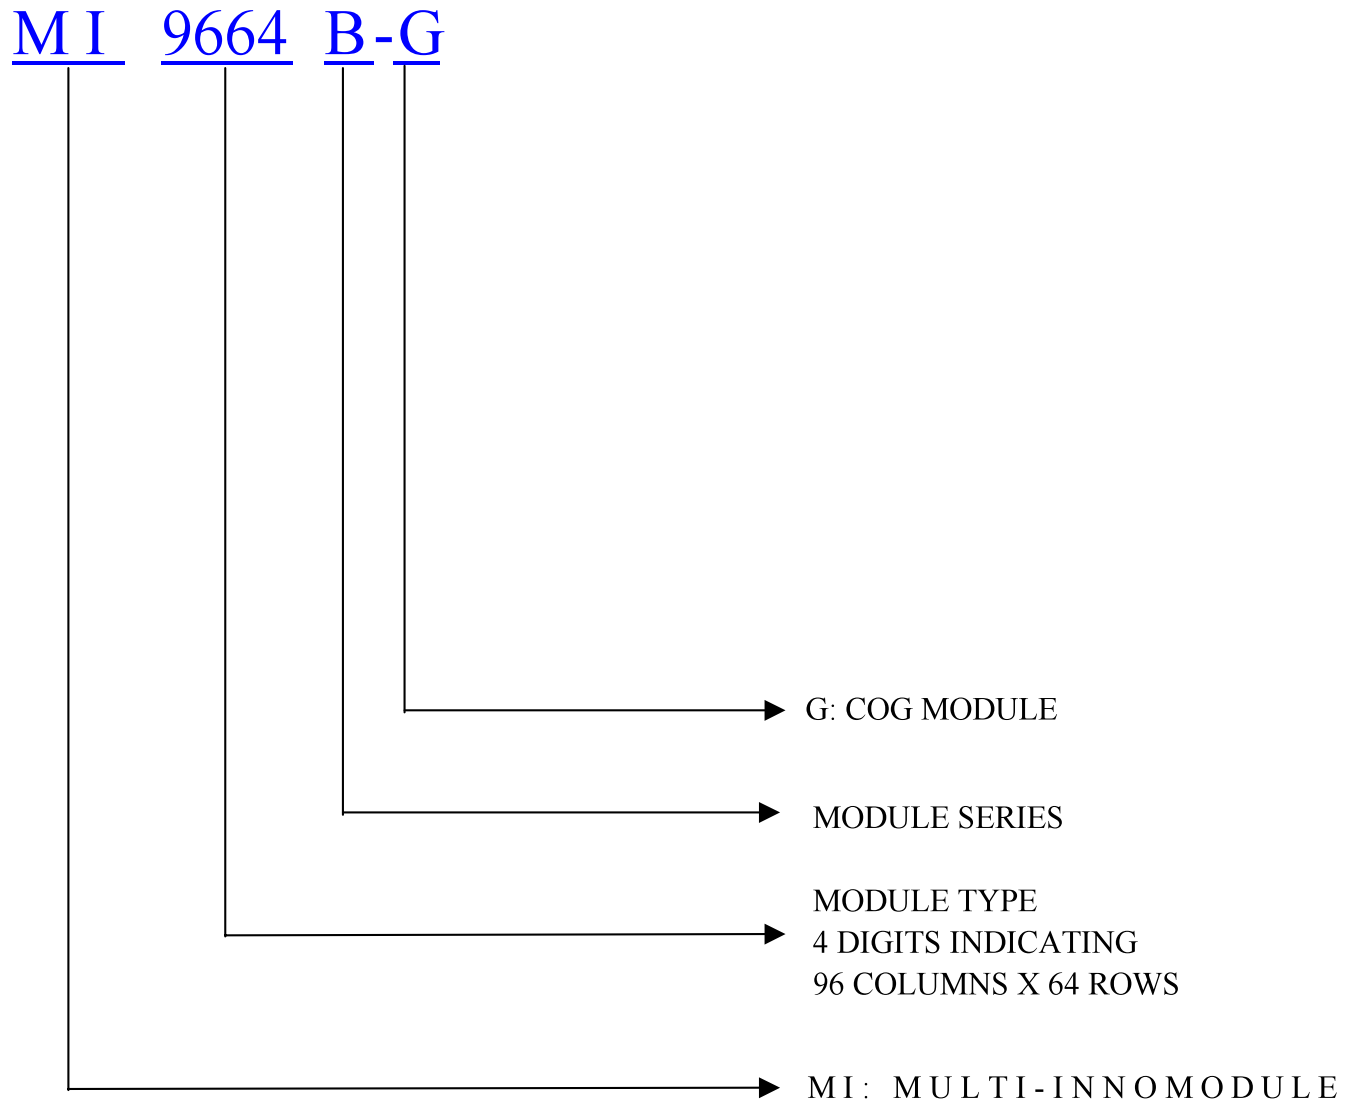 MI 9664 B-G
G: COG MODULE
MODULE SERIES
MODULE TYPE
4 DIGITS INDICATING
96 COLUMNS X 64 ROWS
MI: MULTI-INNOMODULE